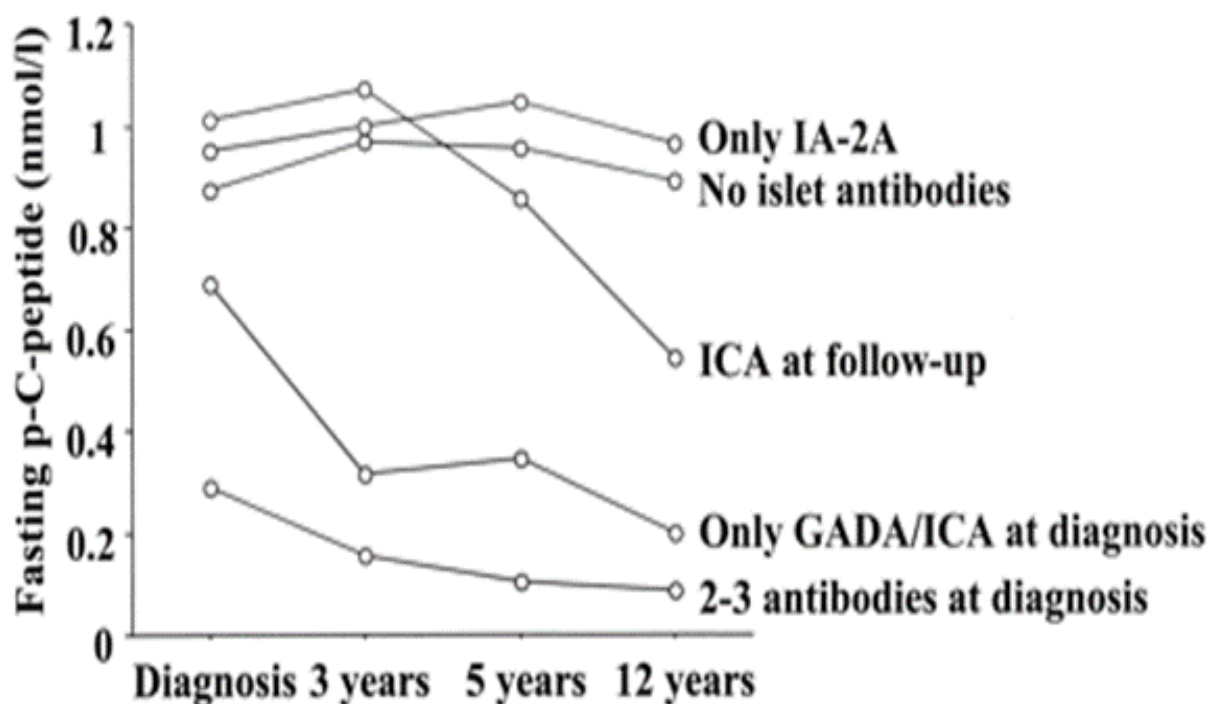 Fasting p-C-peptide (nmol/l)
1.2
1
0.8
0.6
0.4
0.2
0
Only IA-2A
No islet antibodies
ICA at follow-up
Only GADA/ICA at diagnosis
2-3 antibodies at diagnosis
Diagnosis 3 years 5 years 12 years